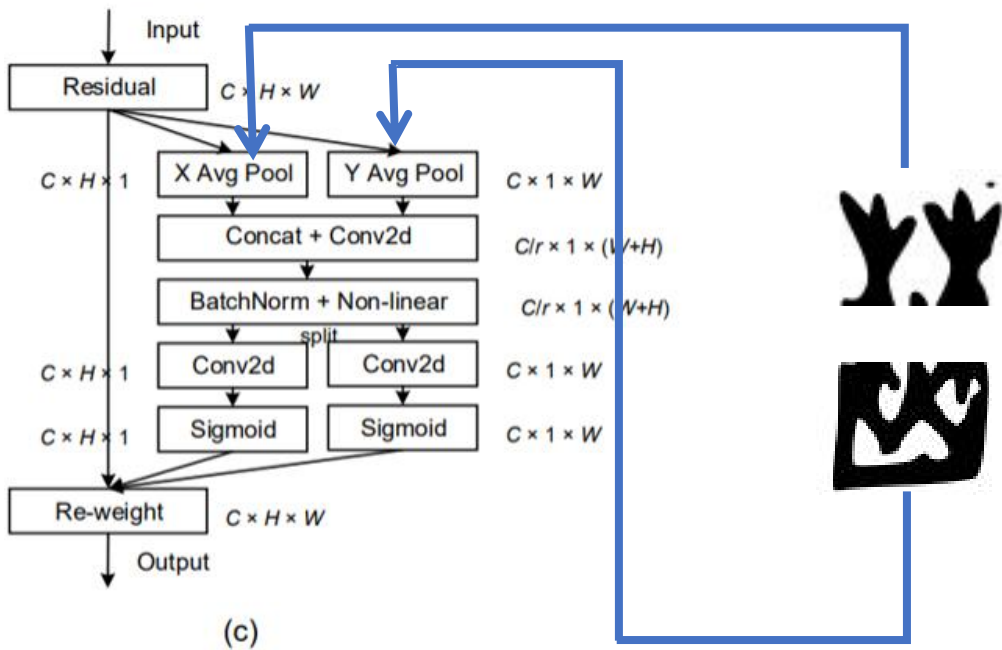 Input
Residual
C × H × W
C × H × 1
X Avg Pool
Y Avg Pool
C × 1 × W
Concat + Conv2d
C/r × 1 × (W+H)
BatchNorm + Non-linear
C/r × 1 × (W+H)
split
C × H × 1
Conv2d
Conv2d
C × 1 × W
C × H × 1
Sigmoid
Sigmoid
C × 1 × W
Re-weight
C × H × W
Output
(c)